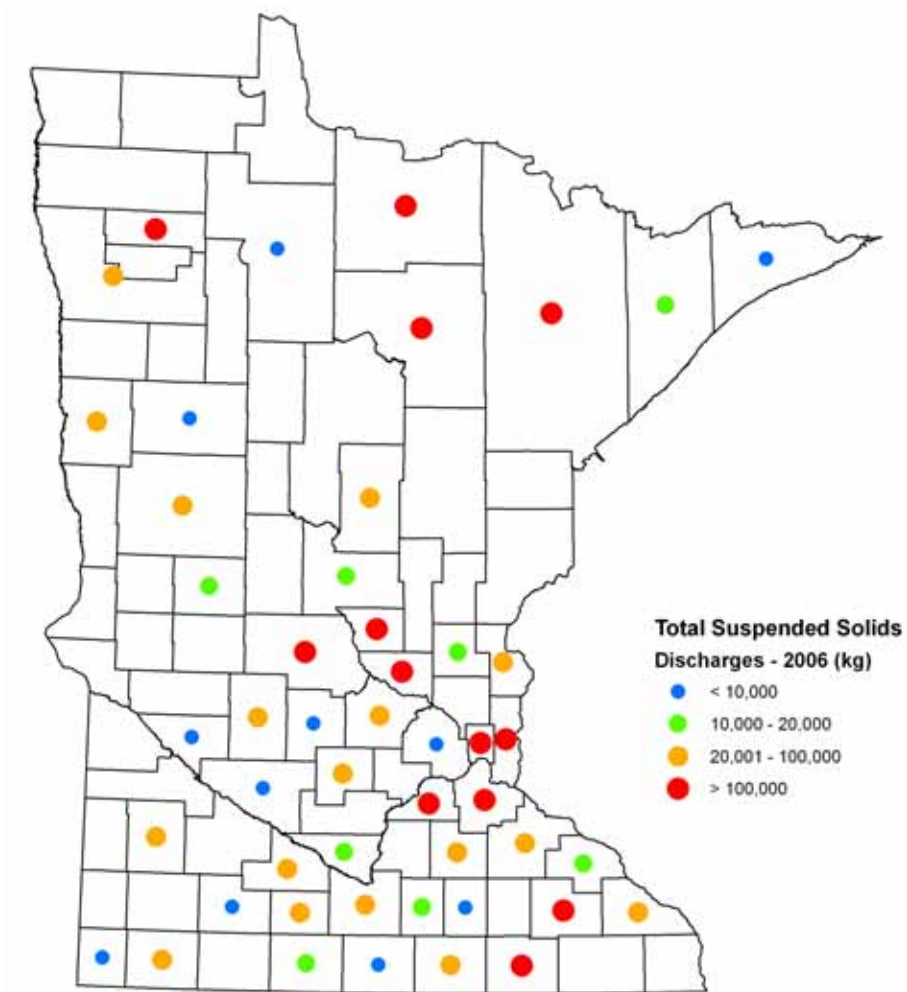 Total Suspended Solids
Discharges - 2006 (kg)
< 10,000
10,000 - 20,000
20,001 - 100,000
> 100,000